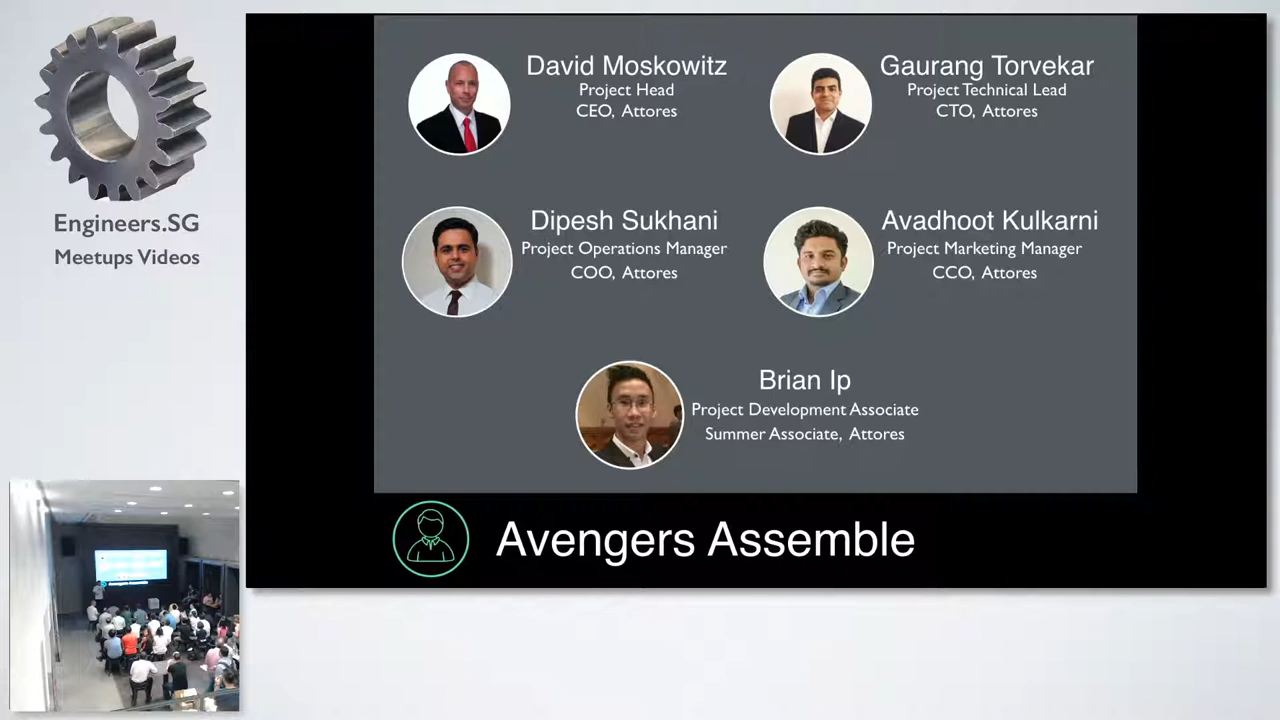 Engineers.SG
Meetups Videos
David Moskowitz
Project Head
CEO, Attores
Gaurang Torvekar
Project Technical Lead
CTO, Attores
Dipesh Sukhani
Project Operations Manager
COO, Attores
Avadhoot Kulkarni
Project Marketing Manager
CCO, Attores
Brian Ip
Project Development Associate
Summer Associate, Attores
Avengers Assemble